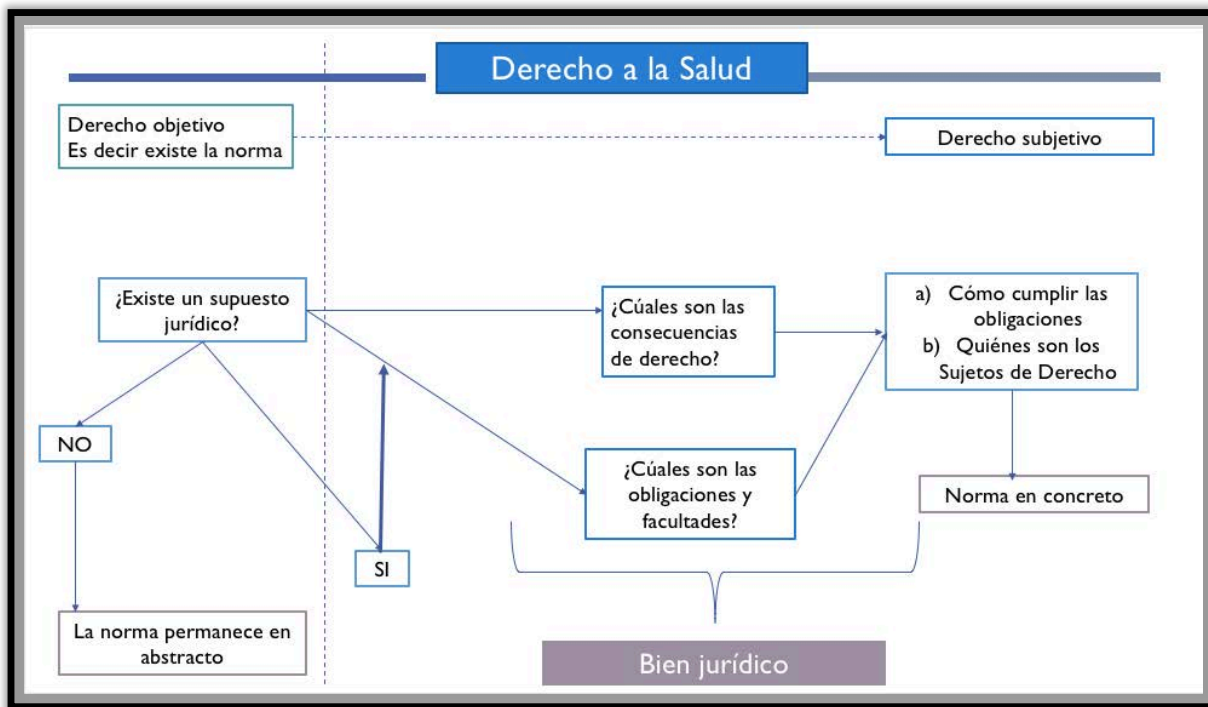 Derecho a la Salud
Derecho objetivo
Es decir existe la norma
Derecho subjetivo
¿Existe un supuesto
jurídico?
¿Cúales son las
consecuencias
de derecho?
a) Cómo cumplir las
obligaciones
b) Quiénes son los
Sujetos de Derecho
NO
¿Cúales son las
obligaciones y
facultades?
Norma en concreto
SI
La norma permanece en
abstracto
Bien jurídico